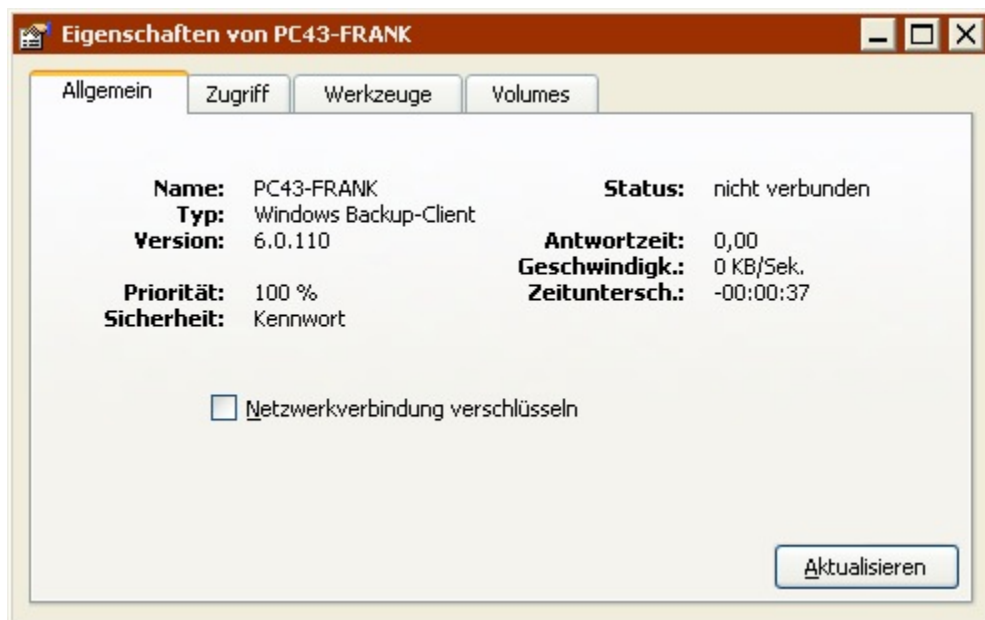 Eigenschaften von PC43-FRANK
Allgemein Zugriff Werkzeuge Volumes
Name: PC43-FRANK Status: nicht verbunden
Typ: Windows Backup-Client
Version: 6.0.110 Antwortzeit: 0,00
Geschwindigk.: 0 KB/Sek.
Priorität: 100 % Zeituntersch.: -00:00:37
Sicherheit: Kennwort
Netzwerkverbindung verschlüsseln
Aktualisieren